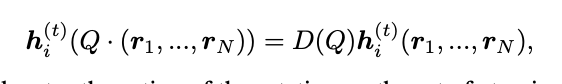 h_i^{(t)}(Q · (r_1, ..., r_N)) = D(Q)h_i^{(t)}(r_1, ..., r_N),